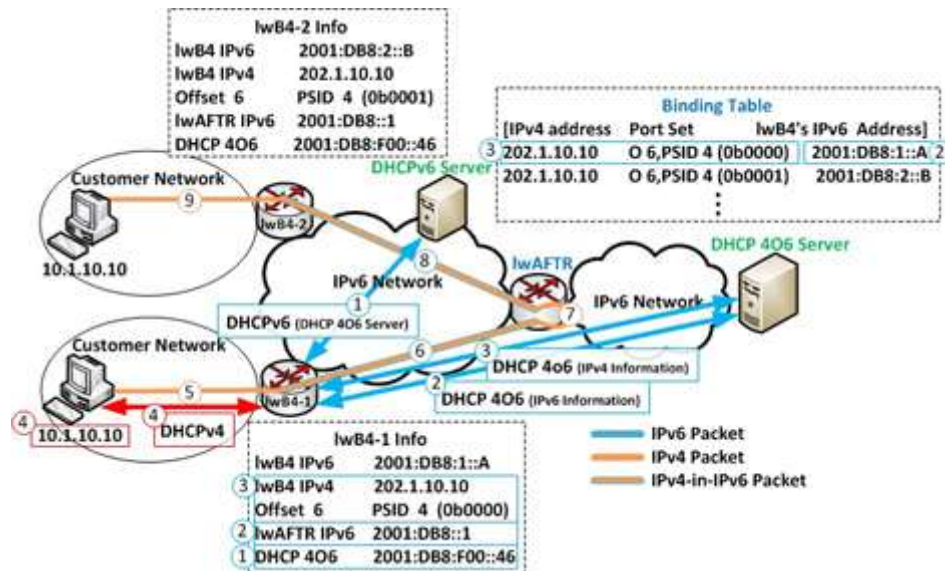 lwB4-2 Info
lwB4 IPv6 2001:DB8:2::B
lwB4 IPv4 202.1.10.10
Offset 6 PSID 4 (0b0001)
lwAFTR IPv6 2001:DB8::1
DHCP 4O6 2001:DB8:F00::46
Binding Table
[IPv4 address Port Set lwB4's IPv6 Address]
3 202.1.10.10 O 6,PSID 4 (0b0000) 2001:DB8:1::A 2
202.1.10.10 O 6,PSID 4 (0b0001) 2001:DB8:2::B
DHCPv6 Server
Customer Network
9
lwB4-2
10.1.10.10
8
IPv6 Network
1
DHCPv6 (DHCP 4O6 Server)
lwAFTR
7
IPv6 Network
DHCP 4O6 Server
Customer Network
6
3
DHCP 4o6 (IPv4 Information)
2
DHCP 4O6 (IPv6 Information)
5
lwB4-1
4 10.1.10.10
4 DHCPv4
lwB4-1 Info
lwB4 IPv6 2001:DB8:1::A
3 lwB4 IPv4 202.1.10.10
Offset 6 PSID 4 (0b0000)
2 lwAFTR IPv6 2001:DB8::1
1 DHCP 4O6 2001:DB8:F00::46
IPv6 Packet
IPv4 Packet
IPv4-in-IPv6 Packet